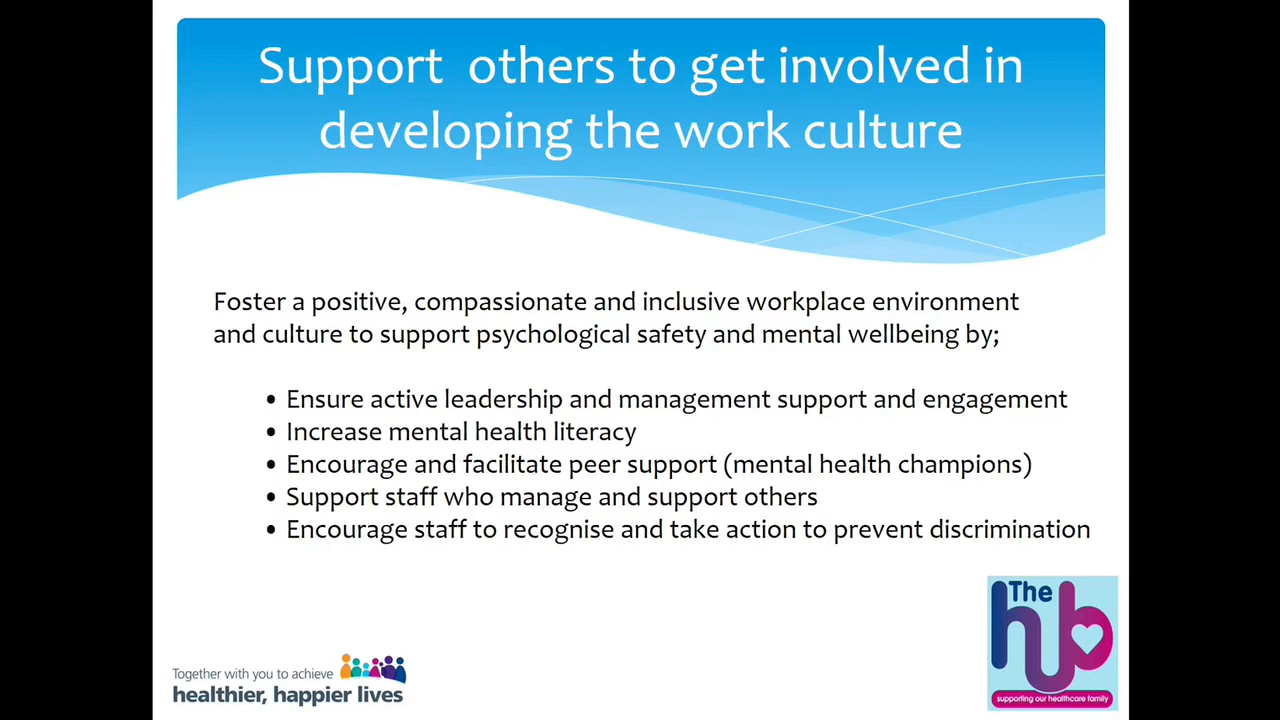 Support  others to get involved in
developing the work culture
Foster a positive, compassionate and inclusive workplace environment
and culture to support psychological safety and mental wellbeing by;
• Ensure active leadership and management support and engagement
• Increase mental health literacy
• Encourage and facilitate peer support (mental health champions)
• Support staff who manage and support others
• Encourage staff to recognise and take action to prevent discrimination
Together with you to achieve
healthier, happier lives
The
hub
supporting our healthcare family